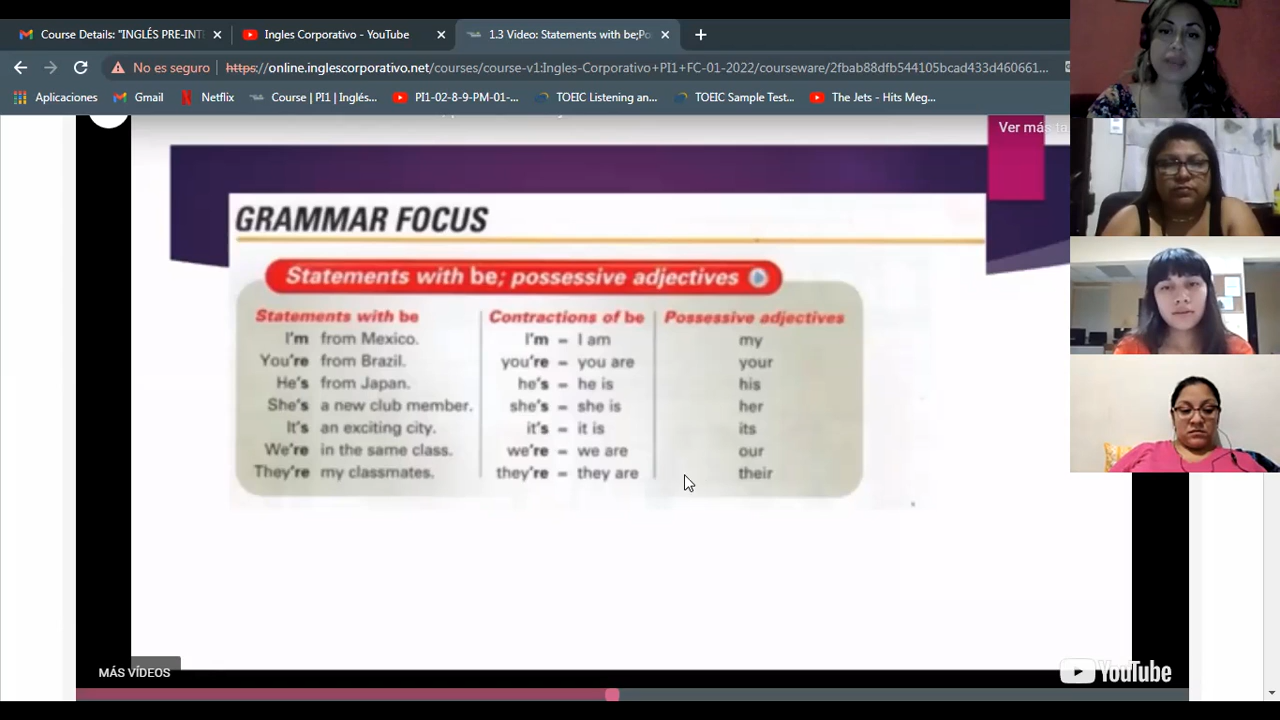 Course Details: "INGLÉS PRE-INT
Ingles Corporativo - YouTube
1.3 Video: Statements with be;Po
No es seguro
https://online.inglescorporativo.net/courses/course-v1:Ingles-Corporativo+PI1+FC-01-2022/courseware/2fbab88dfb544105bcad433d460661...
Aplicaciones
Gmail
Netflix
Course | PI1 | Inglés...
PI1-02-8-9-PM-01-...
TOEIC Listening an...
TOEIC Sample Test...
The Jets - Hits Meg...
Ver más
GRAMMAR FOCUS
Statements with be; possessive adjectives
Statements with be Contractions of be Possessive adjectives
I'm from Mexico. I'm = I am my
You're from Brazil. you're = you are your
He's from Japan. he's = he is his
She's a new club member. she's = she is her
It's an exciting city. it's = it is its
We're in the same class. we're = we are our
They're my classmates. they're = they are their
MÁS VÍDEOS
YouTube